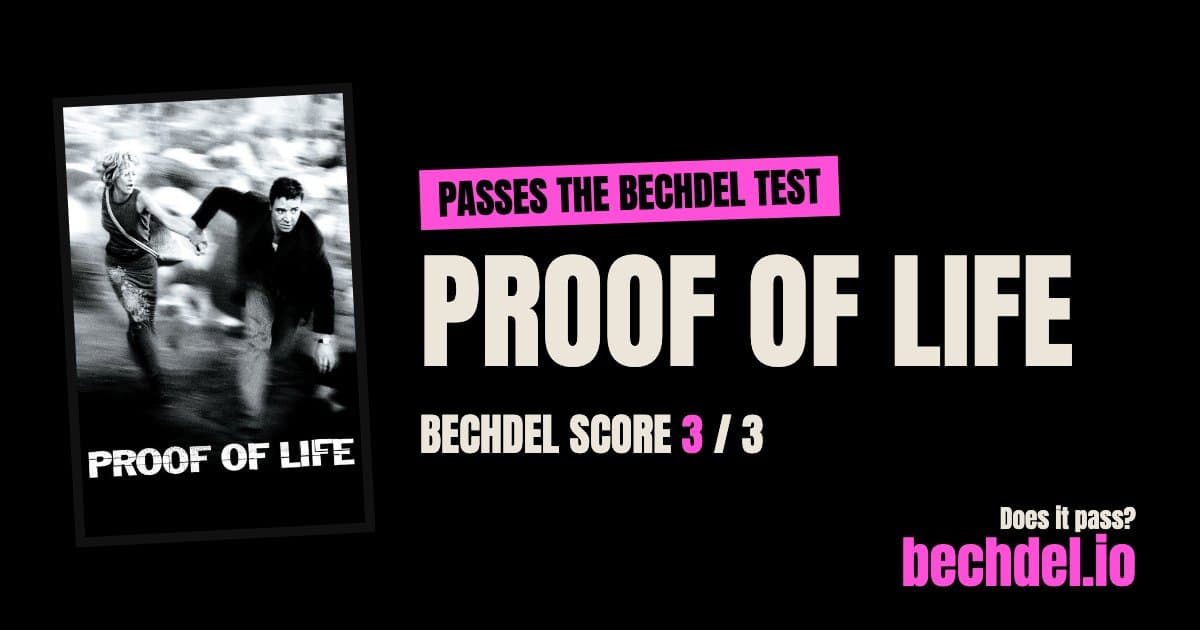 PASSES THE BECHDEL TEST
PROOF OF LIFE
BECHDEL SCORE 3 / 3
PROOF OF LIFE
Does it pass?
bechdel.io